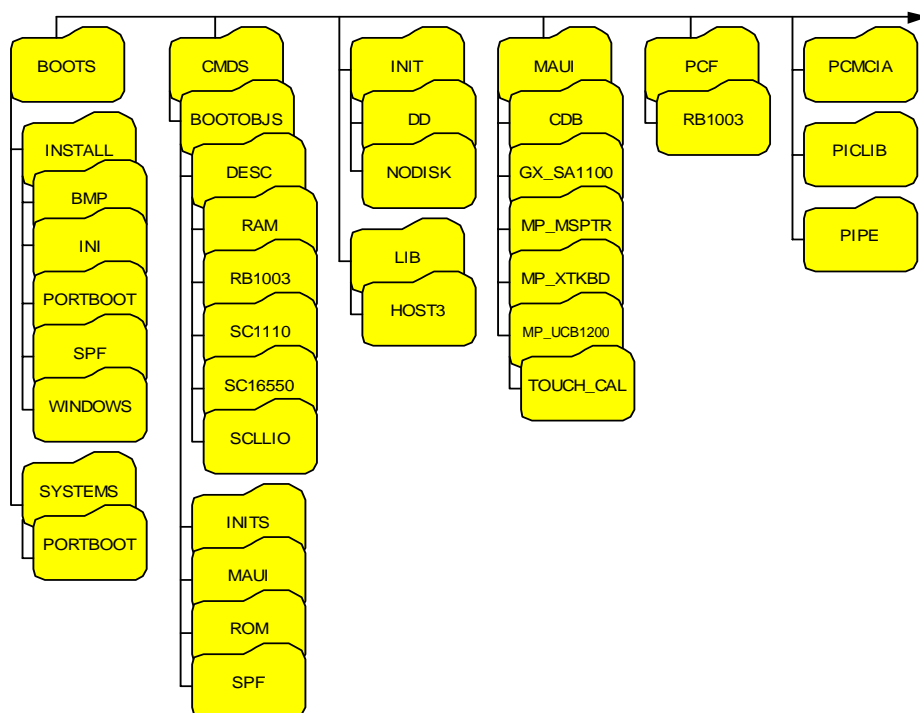 BOOTS
INSTALL
BMP
INI
PORTBOOT
SPF
WINDOWS
SYSTEMS
PORTBOOT
CMDS
BOOTOBJS
DESC
RAM
RB1003
SC1110
SC16550
SCLLIO
INITS
MAUI
ROM
SPF
INIT
DD
NODISK
LIB
HOST3
MAUI
CDB
GX_SA1100
MP_MSPTR
MP_XTKBD
MP_UCB1200
TOUCH_CAL
PCF
RB1003
PCMCIA
PICLIB
PIPE